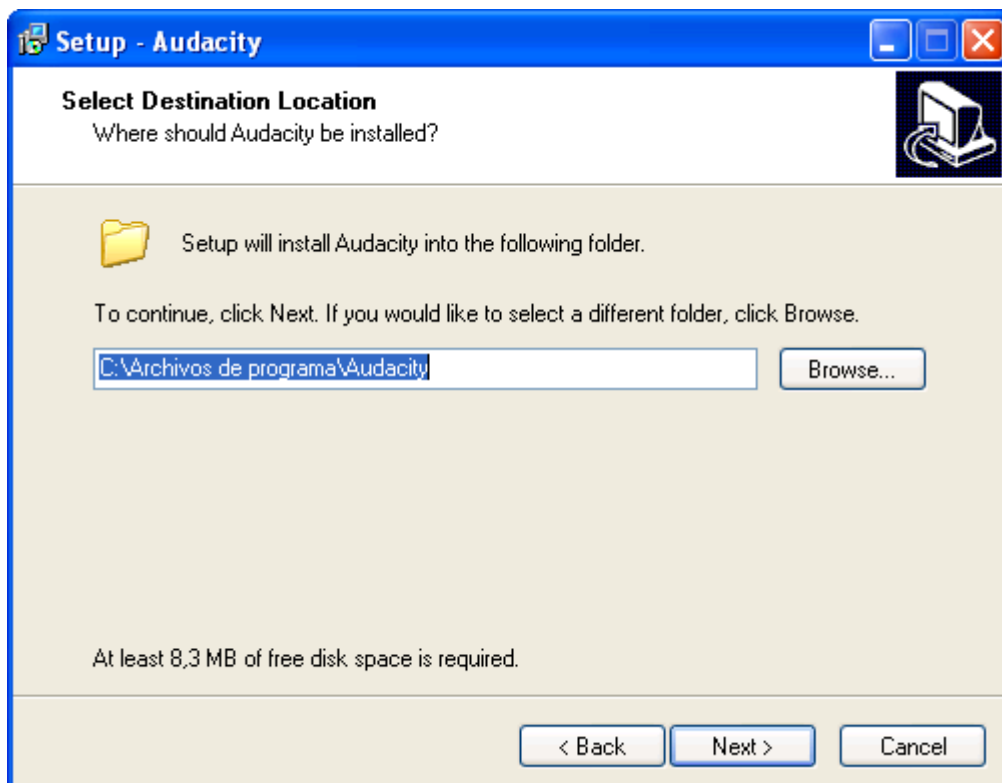 Setup - Audacity
Select Destination Location
Where should Audacity be installed?
Setup will install Audacity into the following folder.
To continue, click Next. If you would like to select a different folder, click Browse.
C:\Archivos de programa\Audacity
Browse...
At least 8,3 MB of free disk space is required.
< Back
Next >
Cancel